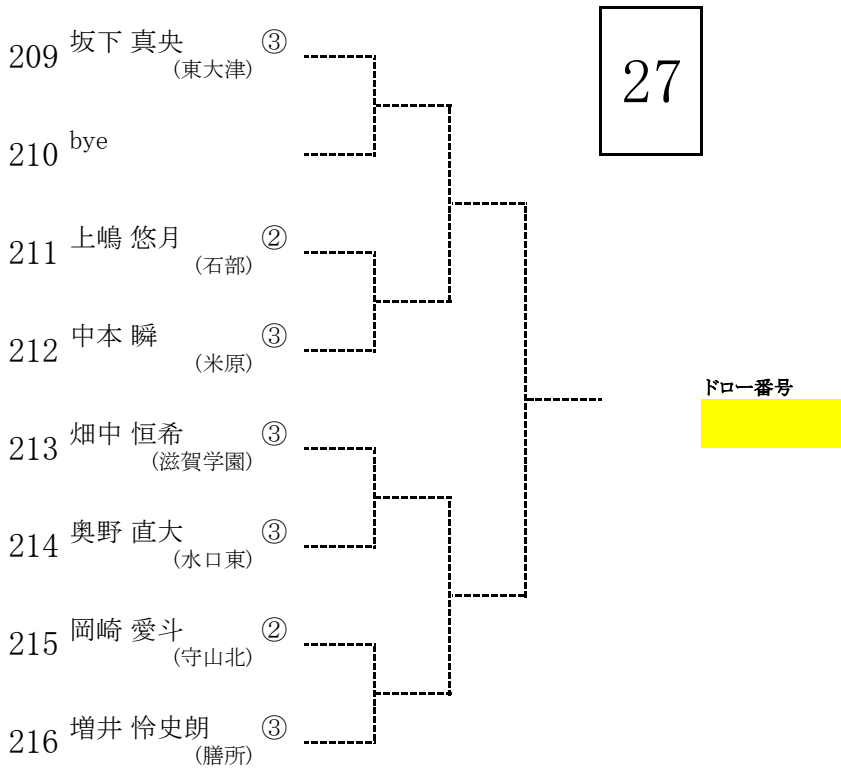 209 坂下 真央 ③
(東大津)
27
210 bye
211 上嶋 悠月 ②
(石部)
212 中本 瞬 ③
(米原)
ドロー番号
213 畑中 恒希 ③
(滋賀学園)
214 奥野 直大 ③
(水口東)
215 岡崎 愛斗 ②
(守山北)
216 増井 怜史朗 ③
(膳所)